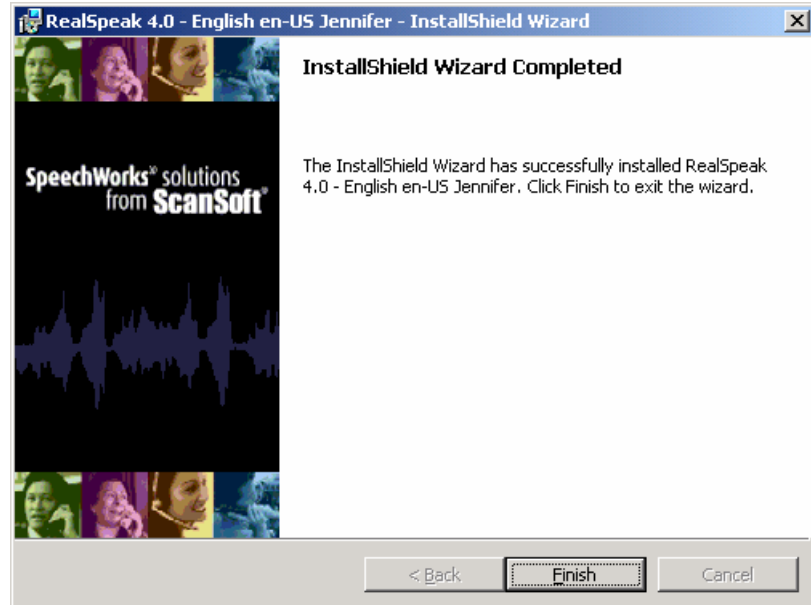 RealSpeak 4.0 - English en-US Jennifer - InstallShield Wizard
InstallShield Wizard Completed
SpeechWorks® solutions
from ScanSoft®
The InstallShield Wizard has successfully installed RealSpeak
4.0 - English en-US Jennifer. Click Finish to exit the wizard.
< Back
Finish
Cancel